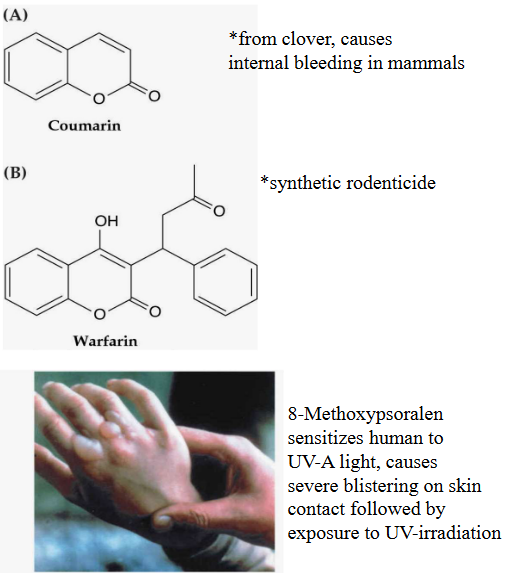 (A)
*from clover, causes
internal bleeding in mammals
O
O
Coumarin
(B)
*synthetic rodenticide
O
OH
O
O
Warfarin
8-Methoxypsoralen
sensitizes human to
UV-A light, causes
severe blistering on skin
contact followed by
exposure to UV-irradiation